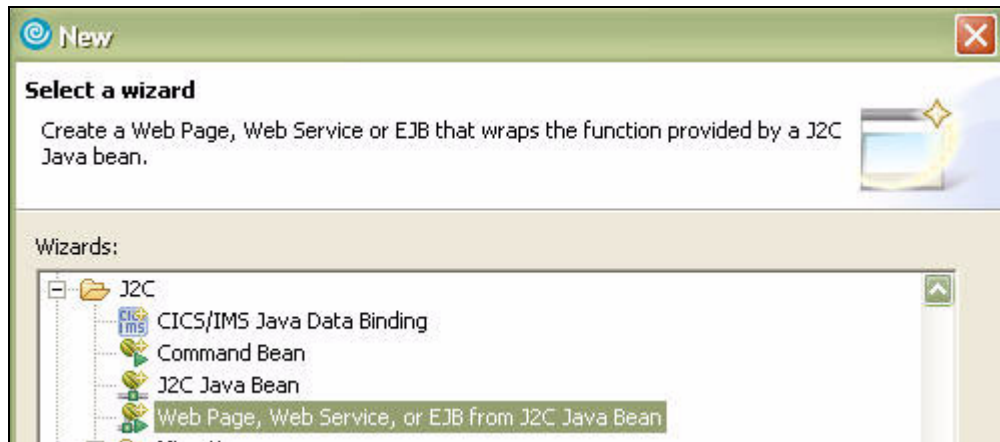 New
Select a wizard
Create a Web Page, Web Service or EJB that wraps the function provided by a J2C
Java bean.
Wizards:
J2C
CICS/IMS Java Data Binding
Command Bean
J2C Java Bean
Web Page, Web Service, or EJB from J2C Java Bean